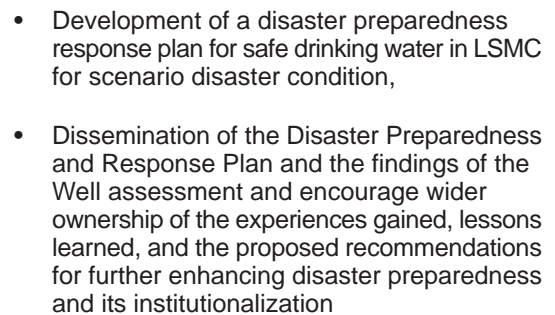 • Development of a disaster preparedness
response plan for safe drinking water in LSMC
for scenario disaster condition,
• Dissemination of the Disaster Preparedness
and Response Plan and the findings of the
Well assessment and encourage wider
ownership of the experiences gained, lessons
learned, and the proposed recommendations
for further enhancing disaster preparedness
and its institutionalization